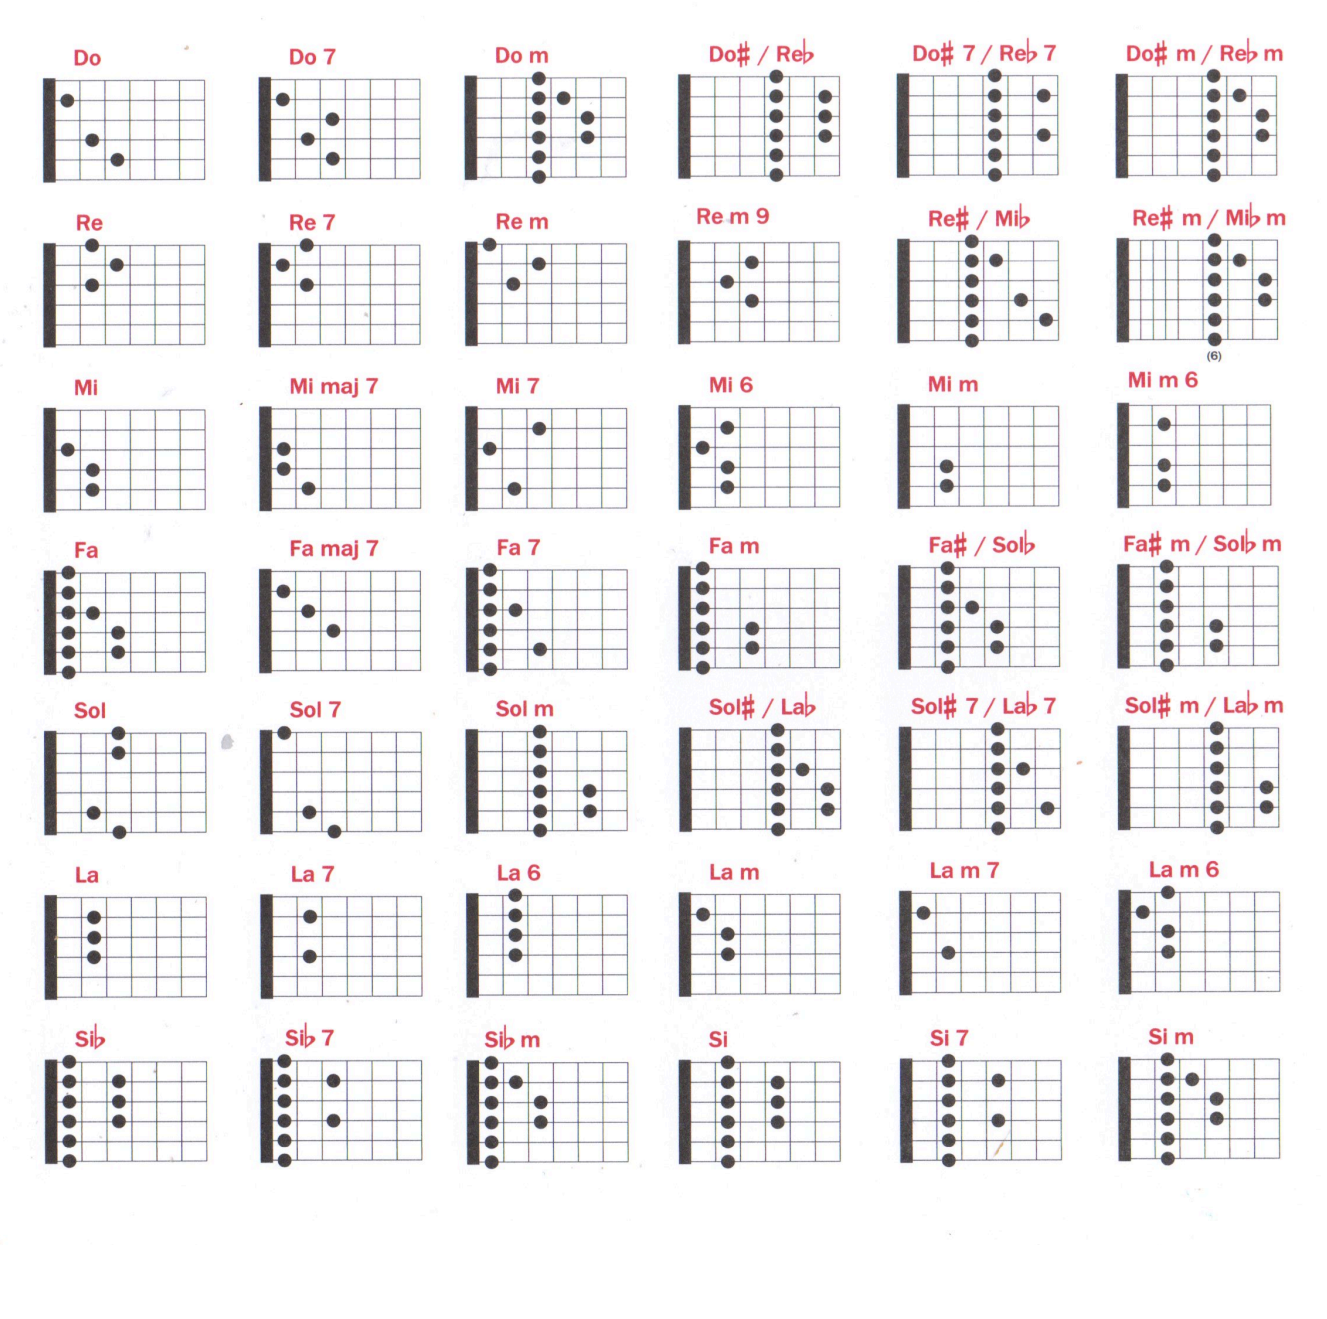 Do Do 7 Do m Do♯ / Re♭ Do♯ 7 / Re♭ 7 Do♯ m / Re♭ m
Re Re 7 Re m Re m 9 Re♯ / Mi♭ Re♯ m / Mi♭ m
(6)
Mi Mi maj 7 Mi 7 Mi 6 Mi m Mi m 6
Fa Fa maj 7 Fa 7 Fa m Fa♯ / Sol♭ Fa♯ m / Sol♭ m
Sol Sol 7 Sol m Sol♯ / La♭ Sol♯ 7 / La♭ 7 Sol♯ m / La♭ m
La La 7 La 6 La m La m 7 La m 6
Si♭ Si♭ 7 Si♭ m Si Si 7 Si m